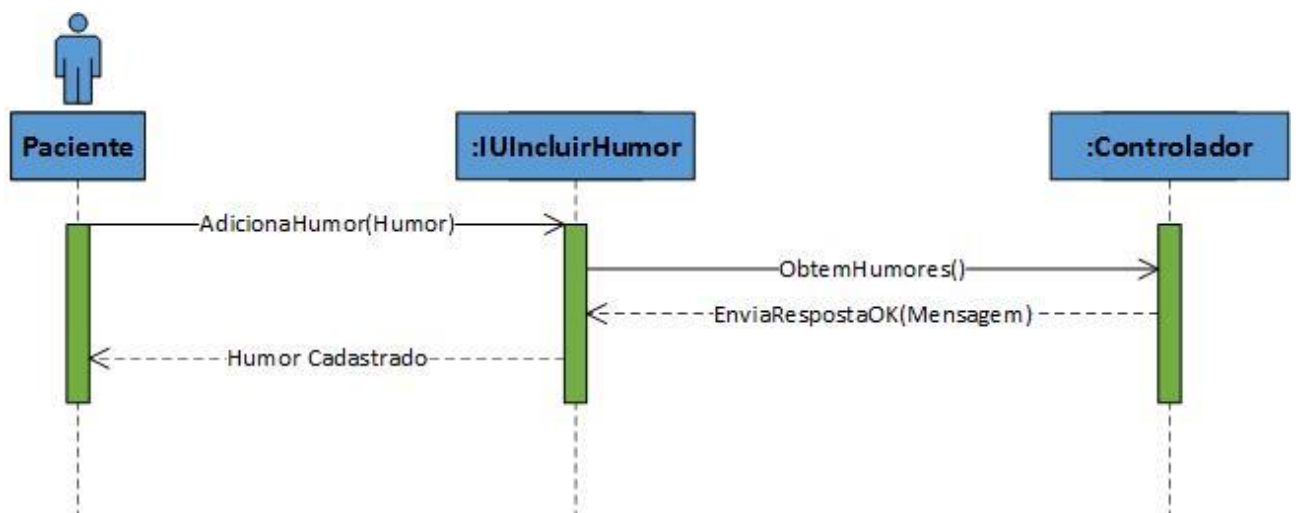 Paciente
:IUIncluirHumor
:Controlador
AdicionaHumor(Humor)
ObtemHumores()
EnviaRespostaOK(Mensagem)
Humor Cadastrado